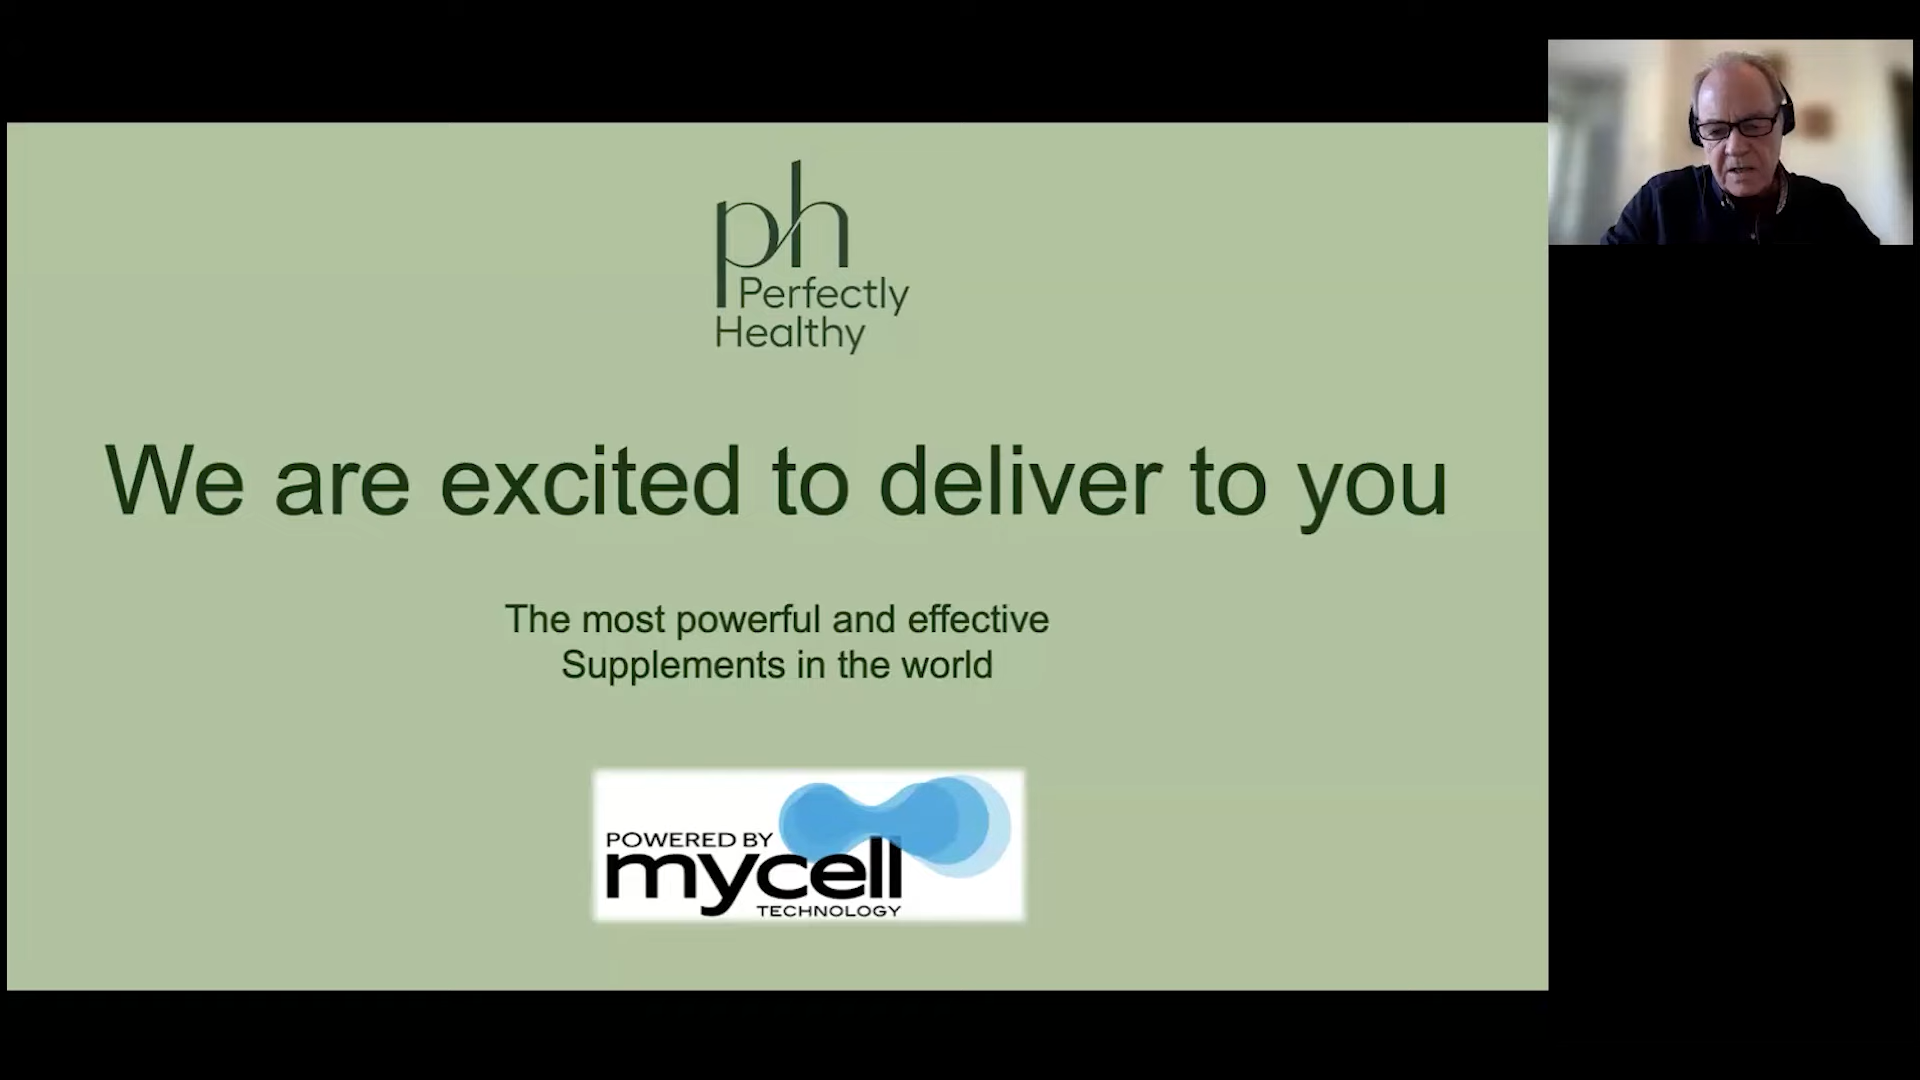 ph
Perfectly
Healthy
We are excited to deliver to you
The most powerful and effective
Supplements in the world
POWERED BY
mycell
TECHNOLOGY